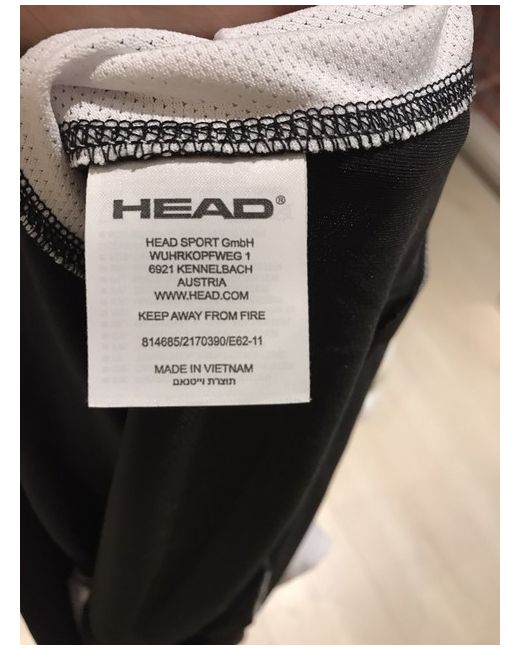 HEAD®
HEAD SPORT GmbH
WUHRKOPFWEG 1
6921 KENNELBACH
AUSTRIA
WWW.HEAD.COM
KEEP AWAY FROM FIRE
814685/2170390/E62-11
MADE IN VIETNAM
תוצרת וייטנאם